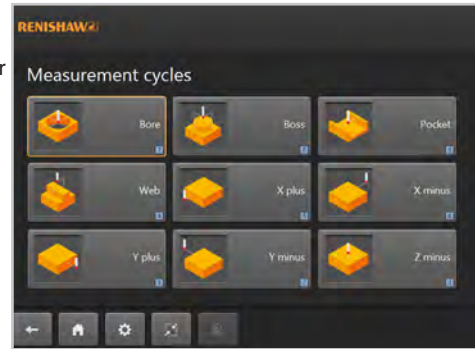 RENISHAW
r
Measurement cycles
Bore
Boss
Pocket
Web
X plus
X minus
Y plus
Y minus
Z minus